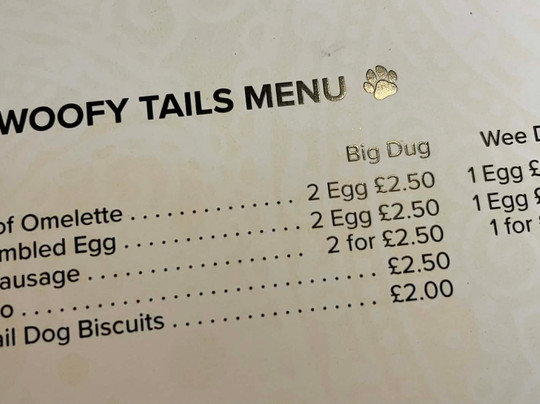 WOOFY TAILS MENU
Big Dug Wee D
of Omelette .................... 2 Egg £2.50 1 Egg £
mbled Egg .................... 2 Egg £2.50 1 Egg £
ausage .................... 2 for £2.50 1 for
o .................... £2.50
ail Dog Biscuits .................... £2.00